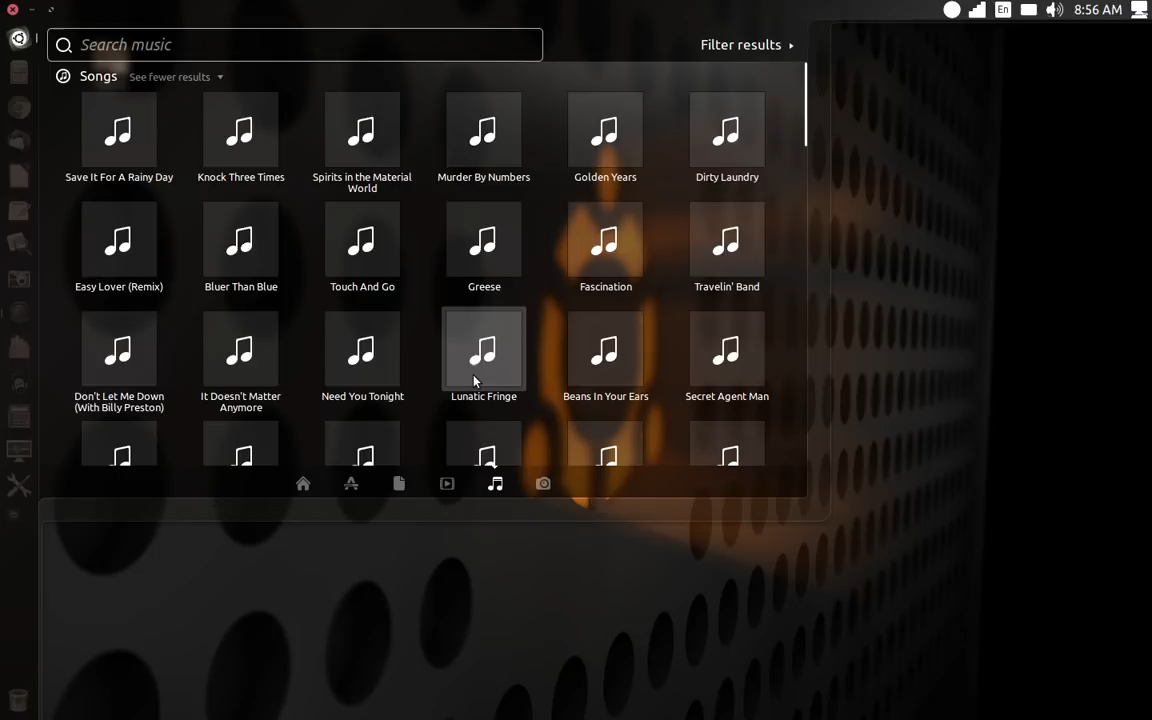 En
8:56 AM
Search music
Filter results
Songs See fewer results
Save It For A Rainy Day
Knock Three Times
Spirits in the Material
World
Murder By Numbers
Golden Years
Dirty Laundry
Easy Lover (Remix)
Bluer Than Blue
Touch And Go
Greese
Fascination
Travelin' Band
Don't Let Me Down
(With Billy Preston)
It Doesn't Matter
Anymore
Need You Tonight
Lunatic Fringe
Beans In Your Ears
Secret Agent Man